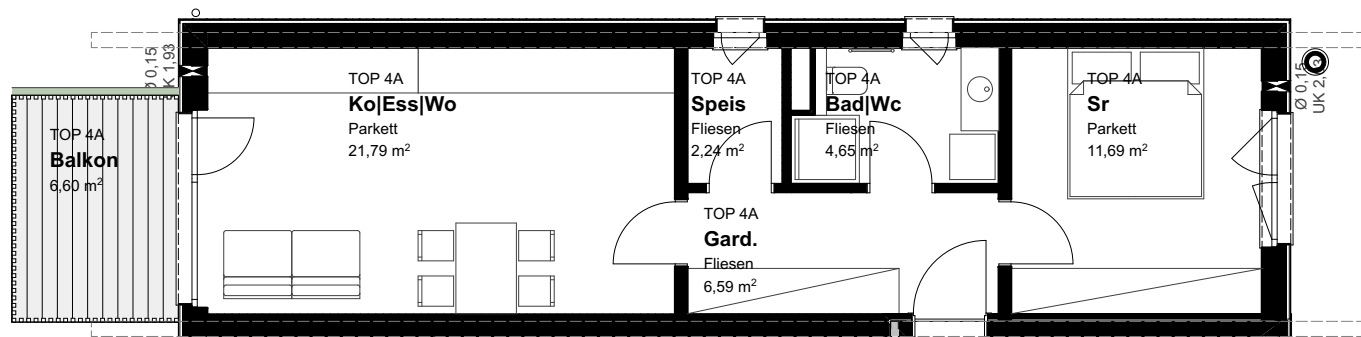 TOP 4A
Balkon
6,60 m²
Ø 0,15
UK 1,93
TOP 4A
Ko|Ess|Wo
Parkett
21,79 m²
TOP 4A
Speis
Fliesen
2,24 m²
TOP 4A
Bad|Wc
Fliesen
4,65 m²
TOP 4A
Gard.
Fliesen
6,59 m²
TOP 4A
Sr
Parkett
11,69 m²
Ø 0,15